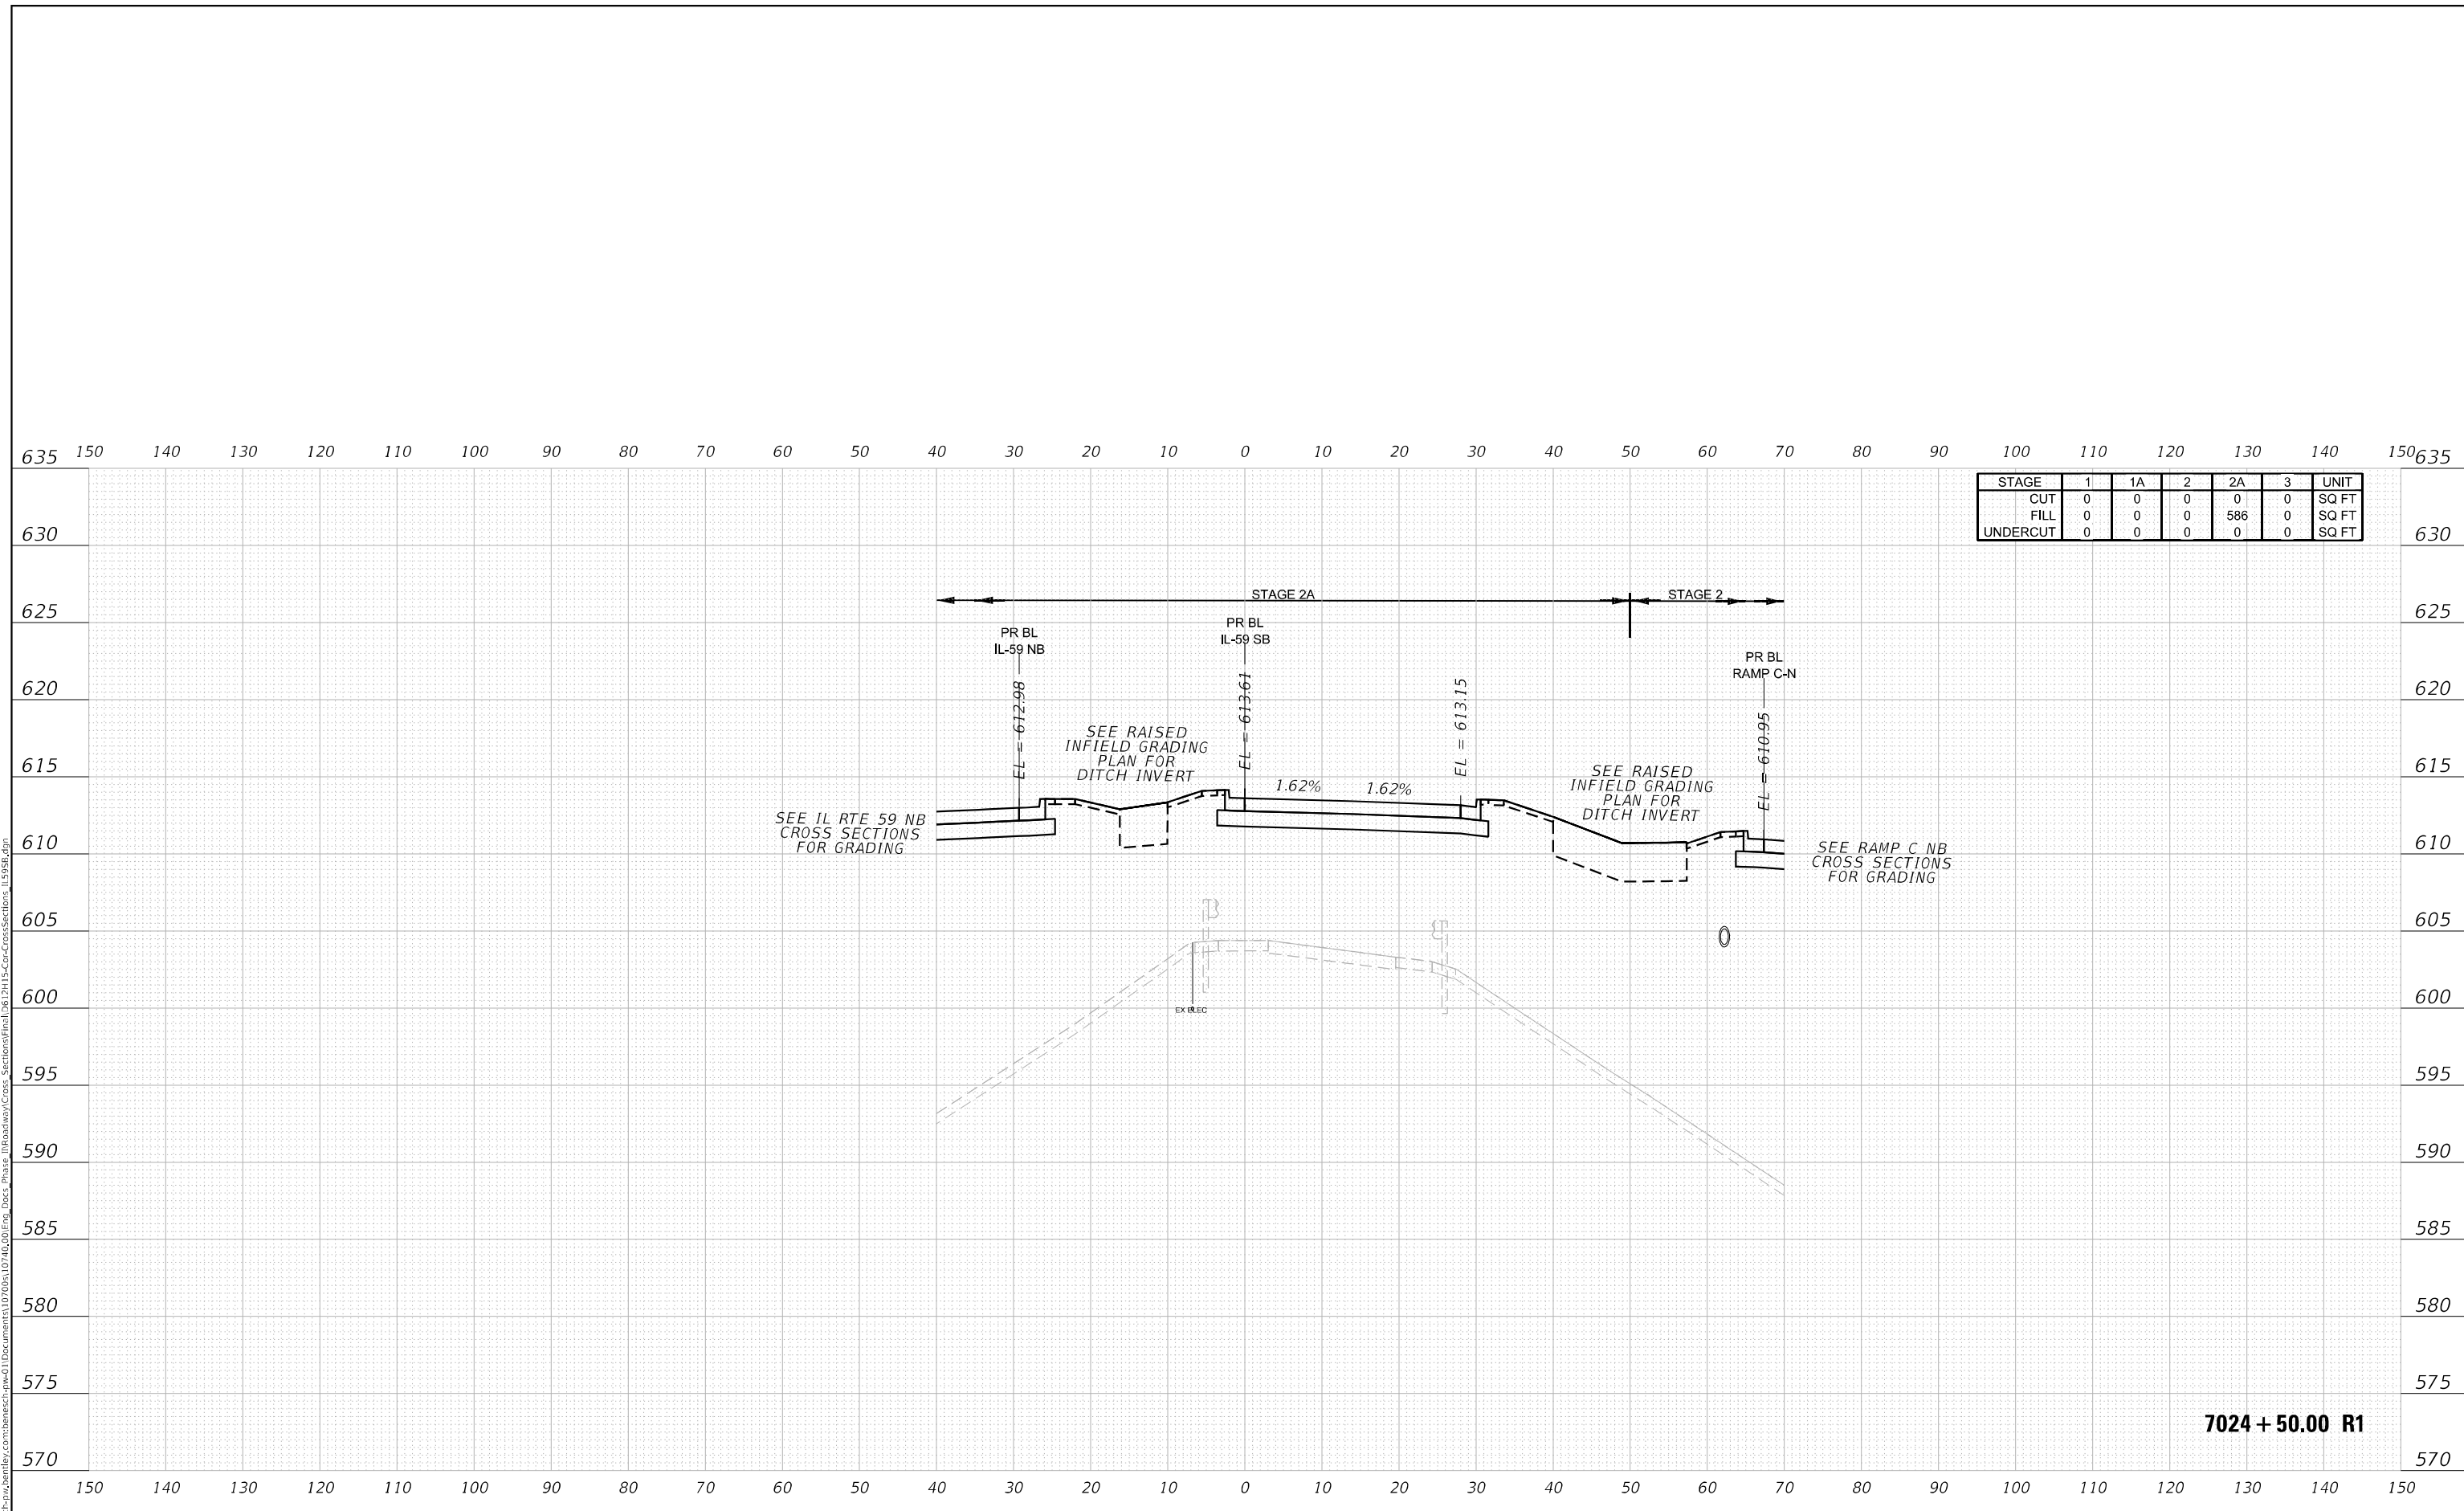 150 140 130 120 110 100 90 80 70 60 50 40 30 20 10 0 10 20 30 40 50 60 70 80 90 100 110 120 130 140 150
635 635
STAGE 1 1A 2 2A 3 UNIT
CUT 0 0 0 0 0 SQ FT
FILL 0 0 0 586 0 SQ FT
UNDERCUT 0 0 0 0 0 SQ FT
630 630
STAGE 2A STAGE 2
625 625
PR BL
IL-59 NB
PR BL
IL-59 SB
PR BL
RAMP C-N
620 620
EL = 612.98
EL = 613.61
EL = 613.15
EL = 610.95
SEE RAISED
INFIELD GRADING
PLAN FOR
DITCH INVERT
615 615
1.62% 1.62%
SEE RAISED
INFIELD GRADING
PLAN FOR
DITCH INVERT
SEE IL RTE 59 NB
CROSS SECTIONS
FOR GRADING
610 610
SEE RAMP C NB
CROSS SECTIONS
FOR GRADING
605 605
600 600
EX ELEC
595 595
590 590
585 585
580 580
575 575
7024+50.00 R1
570 570
150 140 130 120 110 100 90 80 70 60 50 40 30 20 10 0 10 20 30 40 50 60 70 80 90 100 110 120 130 140 150